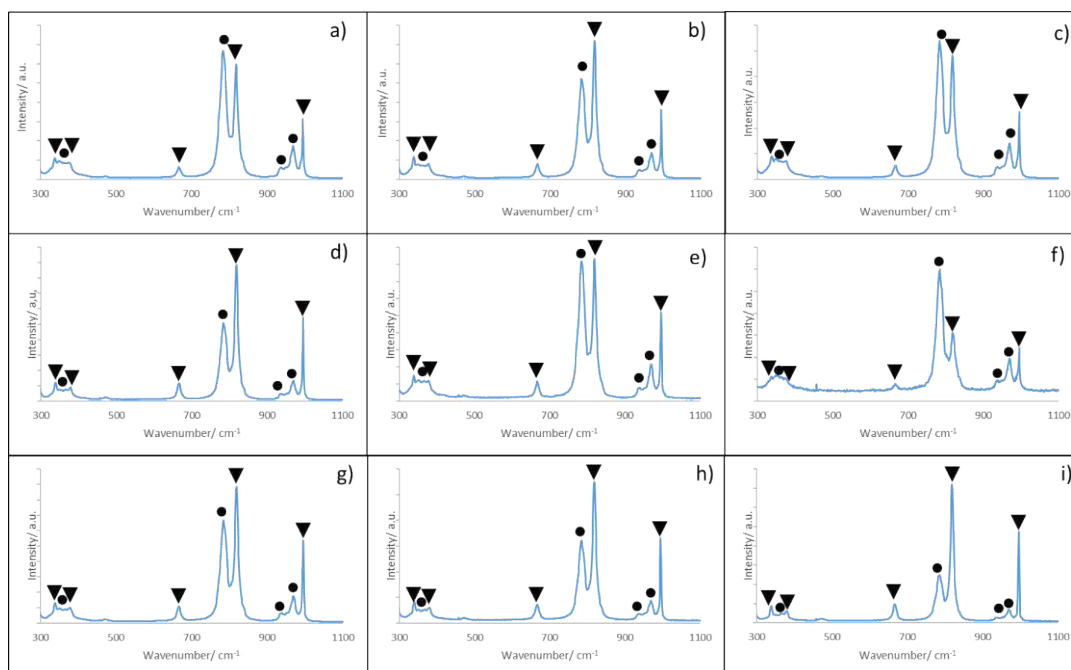 a)
Intensity/ a.u.
300 500 700 900 1100
Wavenumber/ cm⁻¹
b)
Intensity/ a.u.
300 500 700 900 1100
Wavenumber/ cm⁻¹
c)
Intensity/ a.u.
300 500 700 900 1100
Wavenumber/ cm⁻¹
d)
Intensity/ a.u.
300 500 700 900 1100
Wavenumber/ cm⁻¹
e)
Intensity/ a.u.
300 500 700 900 1100
Wavenumber/ cm⁻¹
f)
Intensity/ a.u.
300 500 700 900 1100
Wavenumber/ cm⁻¹
g)
Intensity/ a.u.
300 500 700 900 1100
Wavenumber/ cm⁻¹
h)
Intensity/ a.u.
300 500 700 900 1100
Wavenumber/ cm⁻¹
i)
Intensity/ a.u.
300 500 700 900 1100
Wavenumber/ cm⁻¹